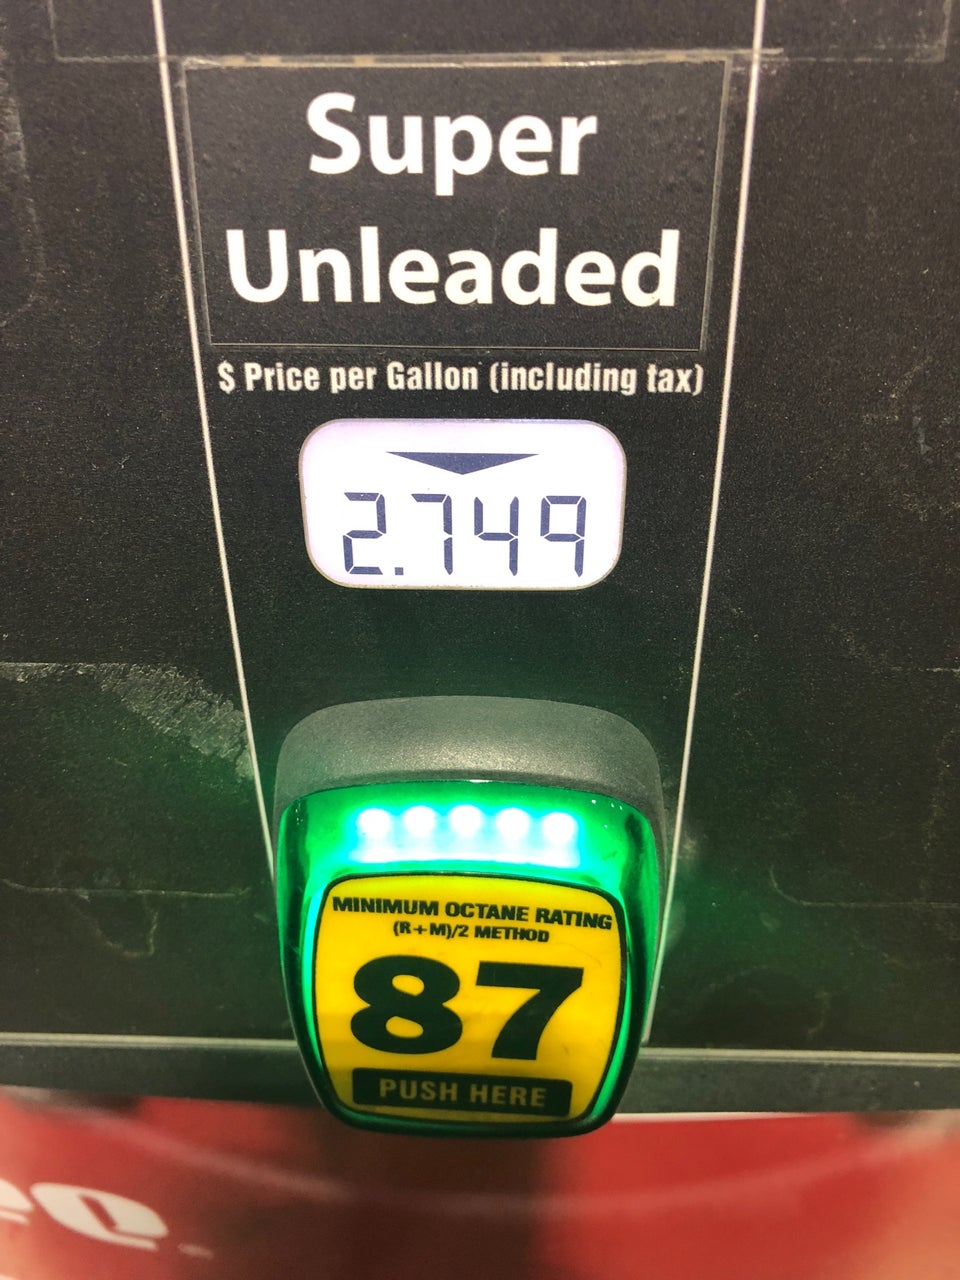 Super
Unleaded
$ Price per Gallon (including tax)
2.749
MINIMUM OCTANE RATING
(R+M)/2 METHOD
87
PUSH HERE